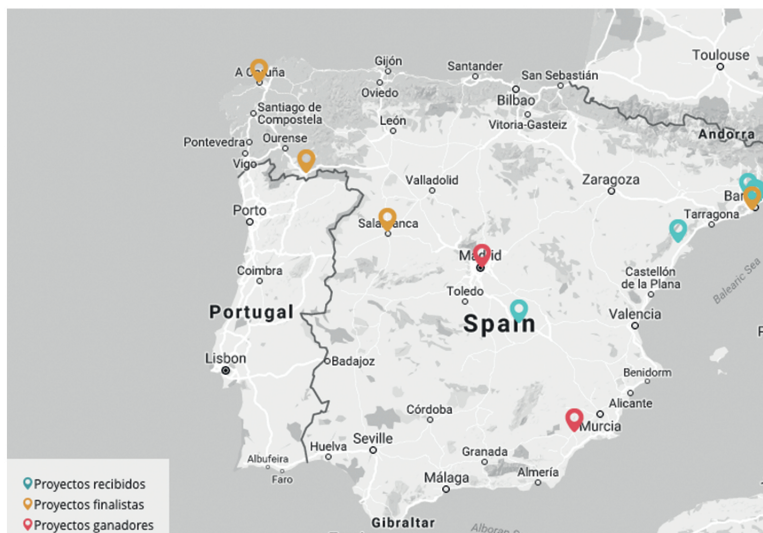 Toulouse
Gijón
Santander
San Sebastián
A Coruña
Oviedo
Bilbao
Santiago de
Compostela
León
Vitoria-Gasteiz
Andorra
Pontevedra
Ourense
Vigo
Valladolid
Zaragoza
Porto
Salamanca
Tarragona
Madrid
Coimbra
Toledo
Castellón
de la Plana
Balearic Sea
Portugal
Spain
Valencia
Lisbon
Badajoz
Benidorm
Alicante
Córdoba
Murcia
Seville
Huelva
Granada
Albufeira
Faro
Almería
Málaga
Gibraltar
Proyectos recibidos
Proyectos finalistas
Proyectos ganadores